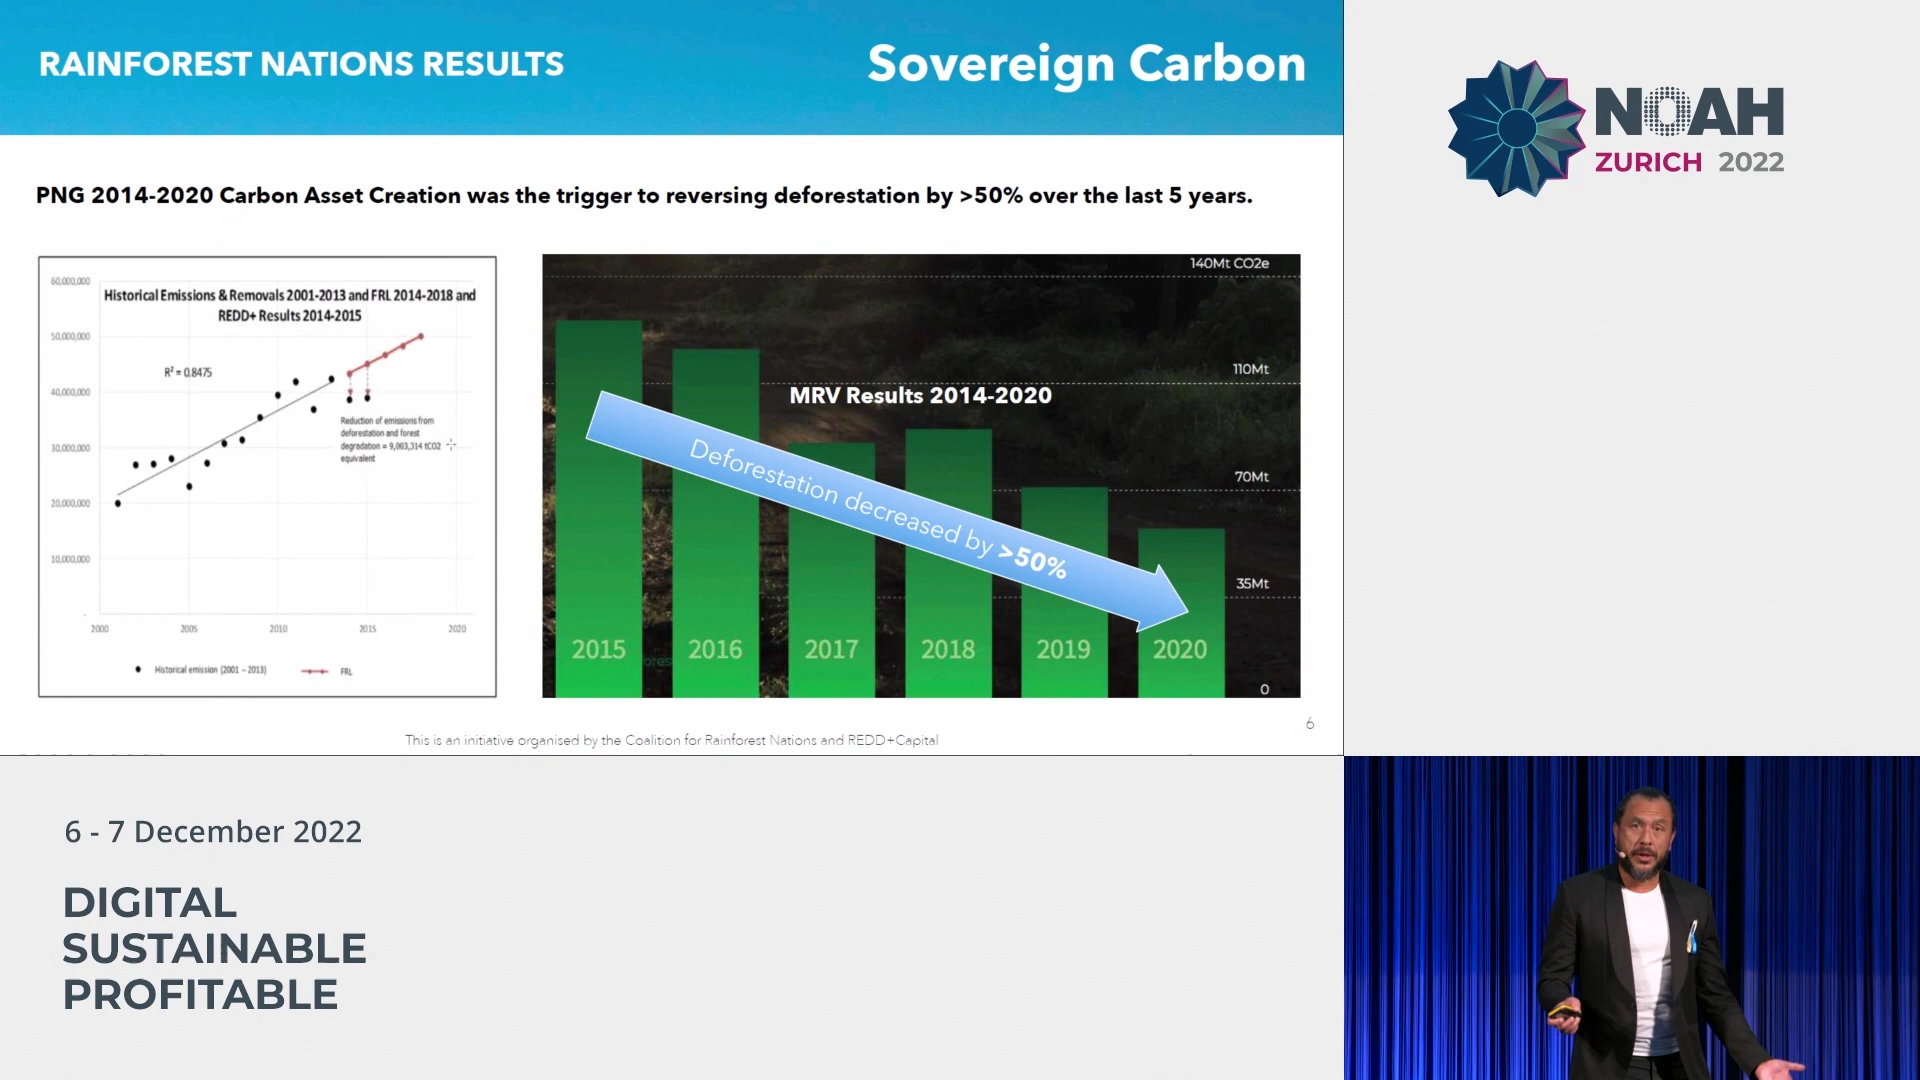 RAINFOREST NATIONS RESULTS
Sovereign Carbon
PNG 2014-2020 Carbon Asset Creation was the trigger to reversing deforestation by >50% over the last 5 years.
Historical Emissions & Removals 2001-2013 and FRL 2014-2018 and
REDD+ Results 2014-2015
60,000,000
50,000,000
40,000,000
30,000,000
20,000,000
10,000,000
-
R² = 0.8475
Reduction of emissions from
deforestation and forest
degradation = 9,003,314 tCO2
equivalent
2000
2005
2010
2015
2020
Historical emission (2001 – 2013)
FRL
140Mt CO2e
110Mt
70Mt
35Mt
0
MRV Results 2014-2020
Deforestation decreased by >50%
2015
2016
2017
2018
2019
2020
6
This is an initiative organised by the Coalition for Rainforest Nations and REDD+Capital
NOAH
ZURICH 2022
6 - 7 December 2022
DIGITAL
SUSTAINABLE
PROFITABLE